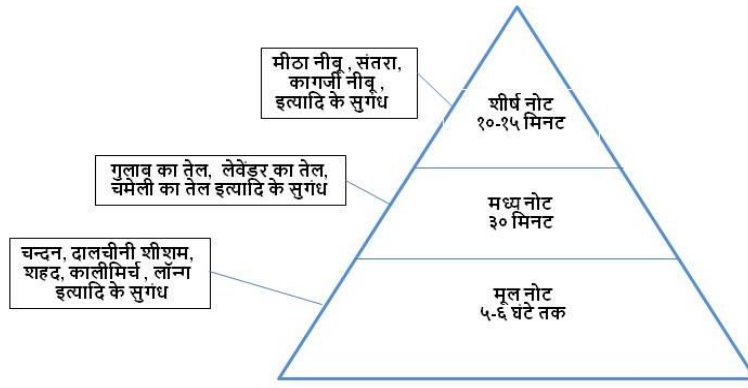 मीठा नीबू , संतरा,
कागजी नीबू ,
इत्यादि के सुगंध
शीर्ष नोट
१०-१५ मिनट
गुलाब का तेल, लेवेंडर का तेल,
चमेली का तेल इत्यादि के सुगंध
मध्य नोट
३० मिनट
चन्दन, दालचीनी शीशम,
शहद, कालीमिर्च , लॉन्ग
इत्यादि के सुगंध
मूल नोट
५-६ घंटे तक